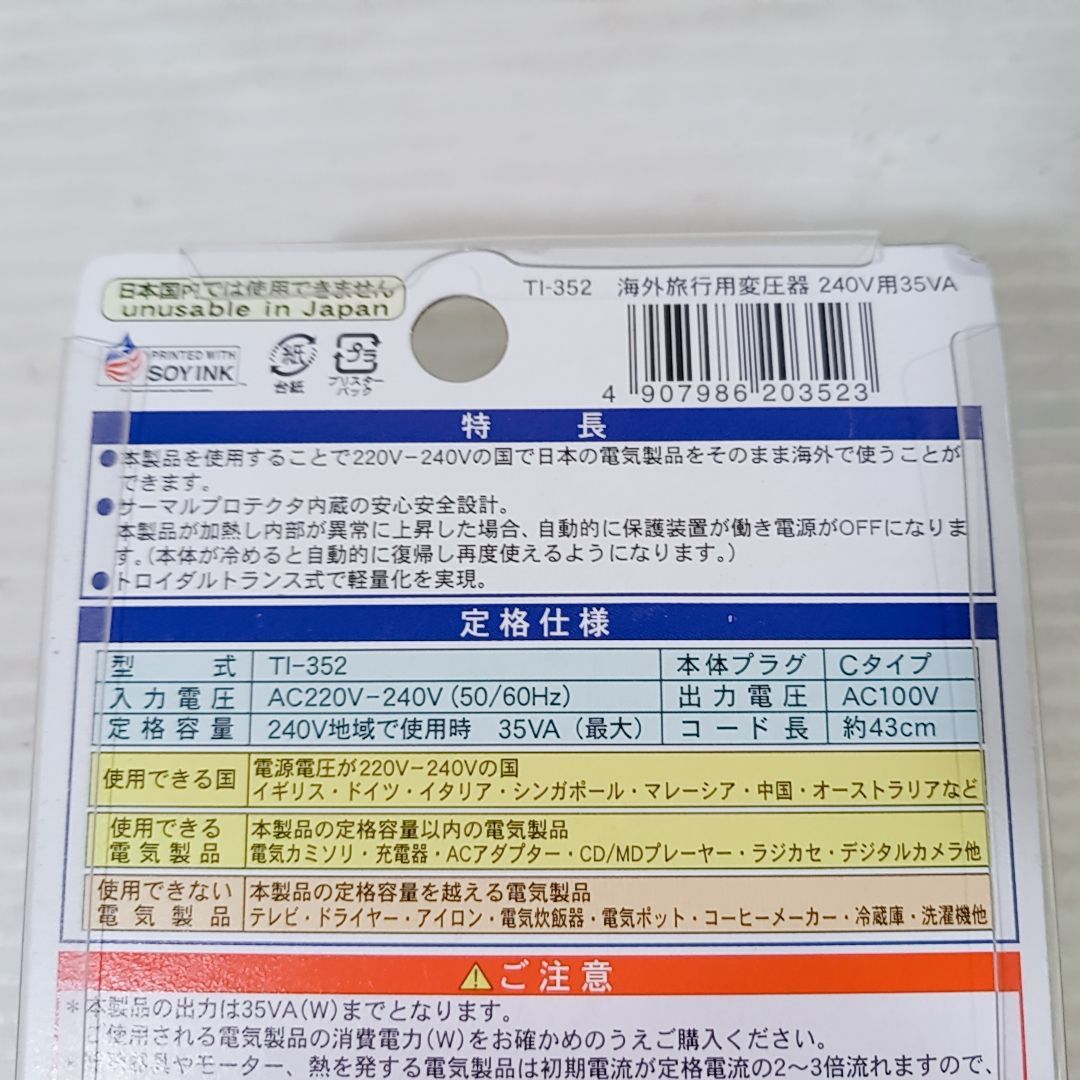 日本国内では使用できません
unusable in Japan
TI-352 海外旅行用変圧器 240V用35VA
PRINTED WITH
SOY INK
紙
台紙
プラ
ブリスター
パック
4 907986 203523
特長
●本製品を使用することで220V-240Vの国で日本の電気製品をそのまま海外で使うことが
できます。
●サーマルプロテクタ内蔵の安心安全設計。
本製品が加熱し内部が異常に上昇した場合、自動的に保護装置が働き電源がOFFになりま
す。(本体が冷めると自動的に復帰し再度使えるようになります。)
●トロイダルトランス式で軽量化を実現。
定格仕様
型式 TI-352 本体プラグ Cタイプ
入力電圧 AC220V-240V(50/60Hz) 出力電圧 AC100V
定格容量 240V地域で使用時 35VA(最大) コード長 約43cm
使用できる国
電源電圧が220V-240Vの国
イギリス・ドイツ・イタリア・シンガポール・マレーシア・中国・オーストラリアなど
使用できる
電気製品
本製品の定格容量以内の電気製品
電気カミソリ・充電器・ACアダプター・CD/MDプレーヤー・ラジカセ・デジタルカメラ他
使用できない
電気製品
本製品の定格容量を越える電気製品
テレビ・ドライヤー・アイロン・電気炊飯器・電気ポット・コーヒーメーカー・冷蔵庫・洗濯機他
⚠ご注意
*本製品の出力は35VA(W)までとなります。
ご使用される電気製品の消費電力(W)をお確かめのうえご購入ください。
*やモーター、熱を発する電気製品は初期電流が定格電流の2〜3倍流れますので、